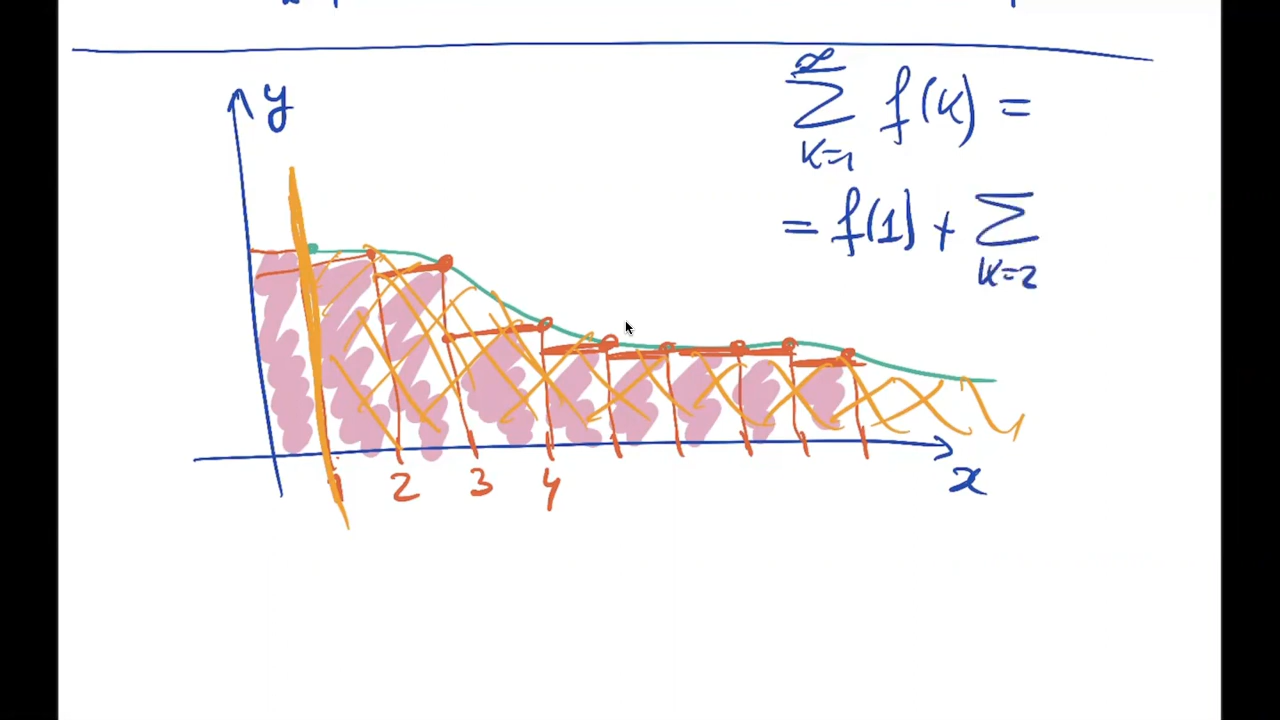 y
∞
∑ f(k) =
k=1
= f(1) + ∑
k=2
1 2 3 4
x